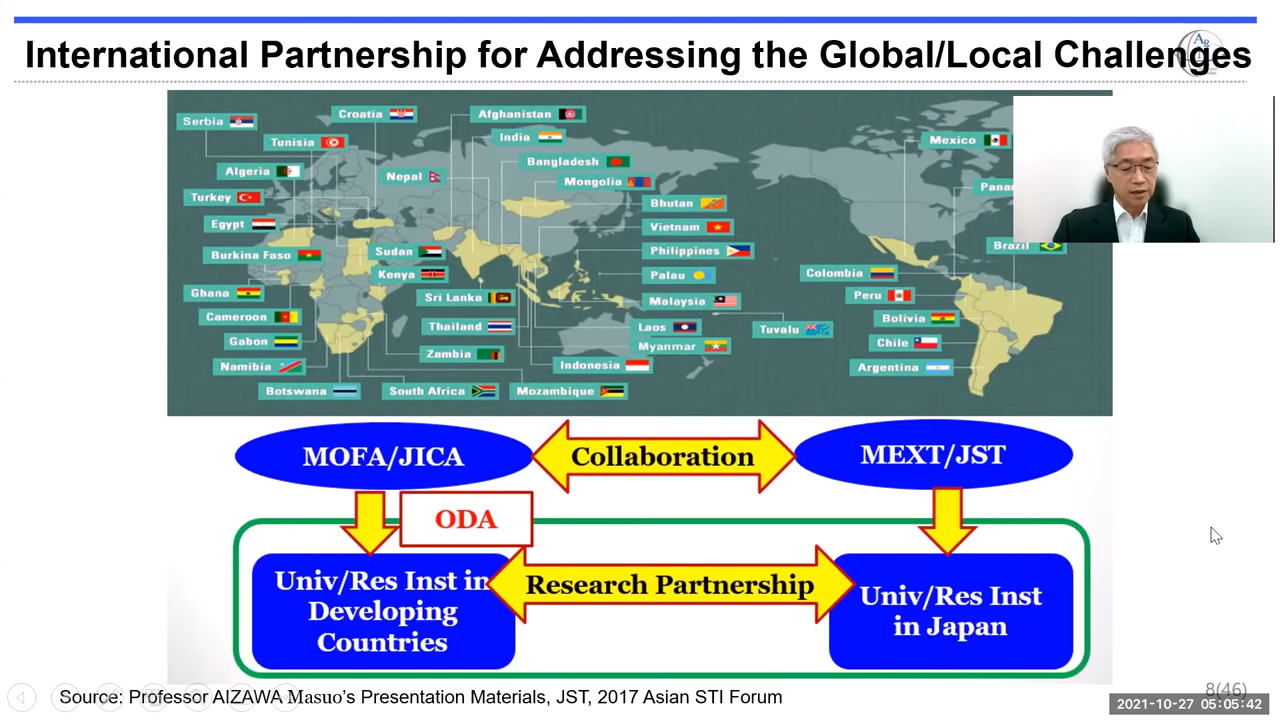 International Partnership for Addressing the Global/Local Challenges
Serbia
Croatia
Afghanistan
Tunisia
India
Mexico
Algeria
Nepal
Bangladesh
Mongolia
Turkey
Bhutan
Egypt
Vietnam
Burkina Faso
Sudan
Philippines
Brazil
Kenya
Palau
Colombia
Ghana
Sri Lanka
Malaysia
Peru
Cameroon
Thailand
Laos
Tuvalu
Bolivia
Gabon
Zambia
Myanmar
Chile
Namibia
Indonesia
Argentina
Botswana
South Africa
Mozambique
MOFA/JICA
Collaboration
MEXT/JST
ODA
Univ/Res Inst in
Developing
Countries
Research Partnership
Univ/Res Inst
in Japan
Source: Professor AIZAWA Masuo's Presentation Materials, JST, 2017 Asian STI Forum
8(46)
2021-10-27 05:05:42